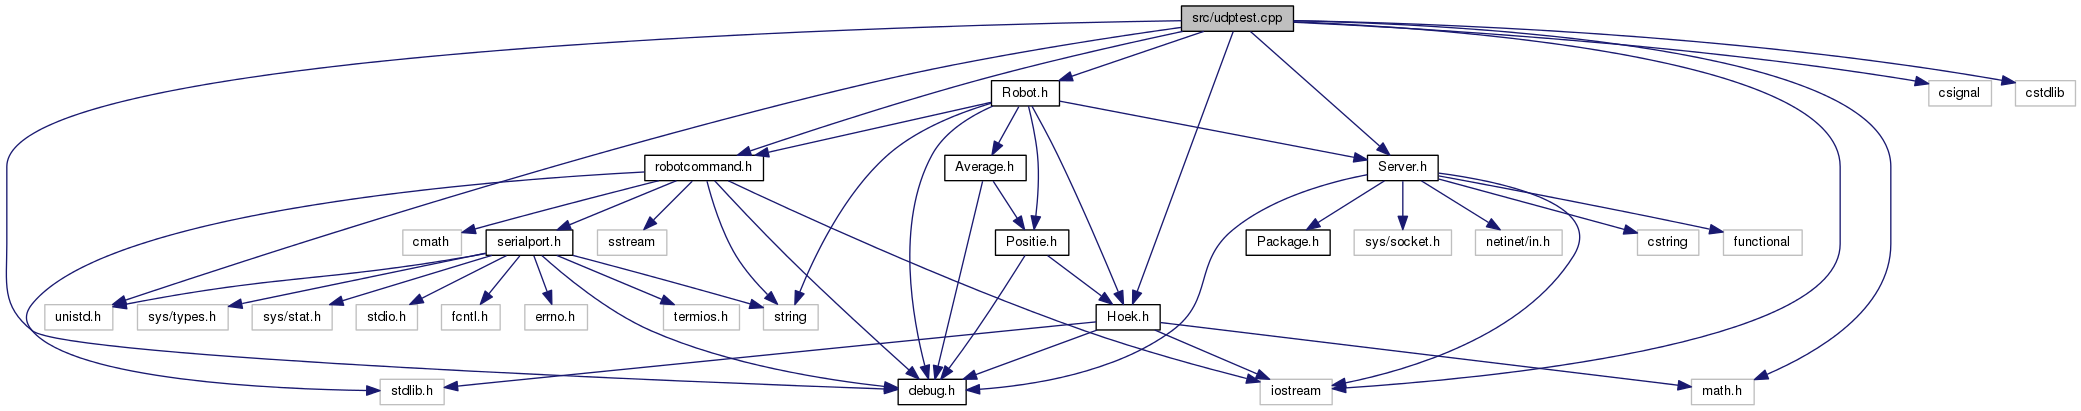 src/udptest.cpp
Robot.h
csignal
cstdlib
robotcommand.h
Average.h
Server.h
cmath
serialport.h
sstream
Positie.h
Package.h
sys/socket.h
netinet/in.h
cstring
functional
unistd.h
sys/types.h
sys/stat.h
stdio.h
fcntl.h
errno.h
termios.h
string
Hoek.h
stdlib.h
debug.h
iostream
math.h